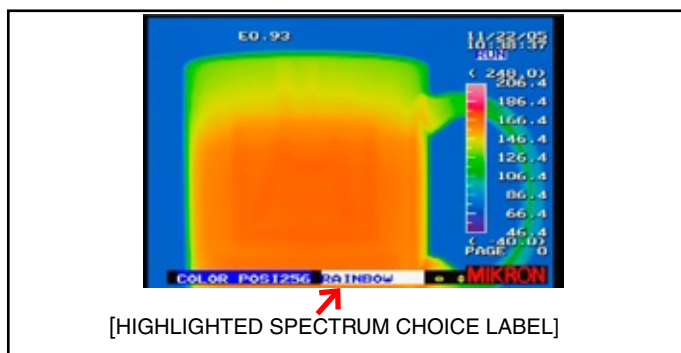 E0.93
11/22/05
10:38:37
RUN
( 248.0)
206.4
186.4
166.4
146.4
126.4
106.4
86.4
66.4
46.4
( -40.0)
PAGE 0
COLOR POSI256 RAINBOW
MIKRON
[HIGHLIGHTED SPECTRUM CHOICE LABEL]